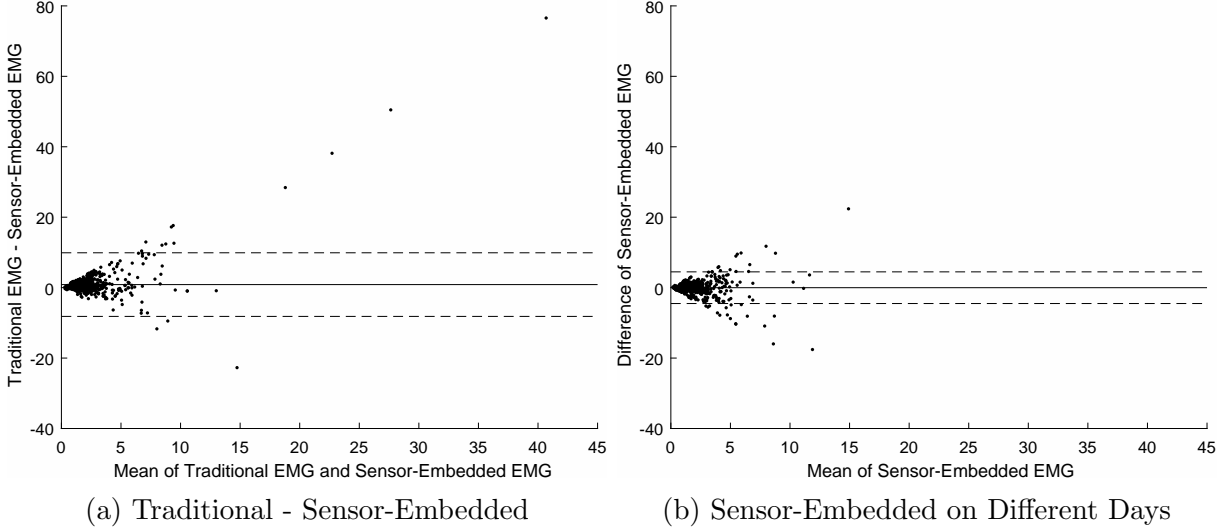 Traditional EMG - Sensor-Embedded EMG
80
60
40
20
0
-20
-40
0 5 10 15 20 25 30 35 40 45
Mean of Traditional EMG and Sensor-Embedded EMG
(a) Traditional - Sensor-Embedded
Difference of Sensor-Embedded EMG
80
60
40
20
0
-20
-40
0 5 10 15 20 25 30 35 40 45
Mean of Sensor-Embedded EMG
(b) Sensor-Embedded on Different Days